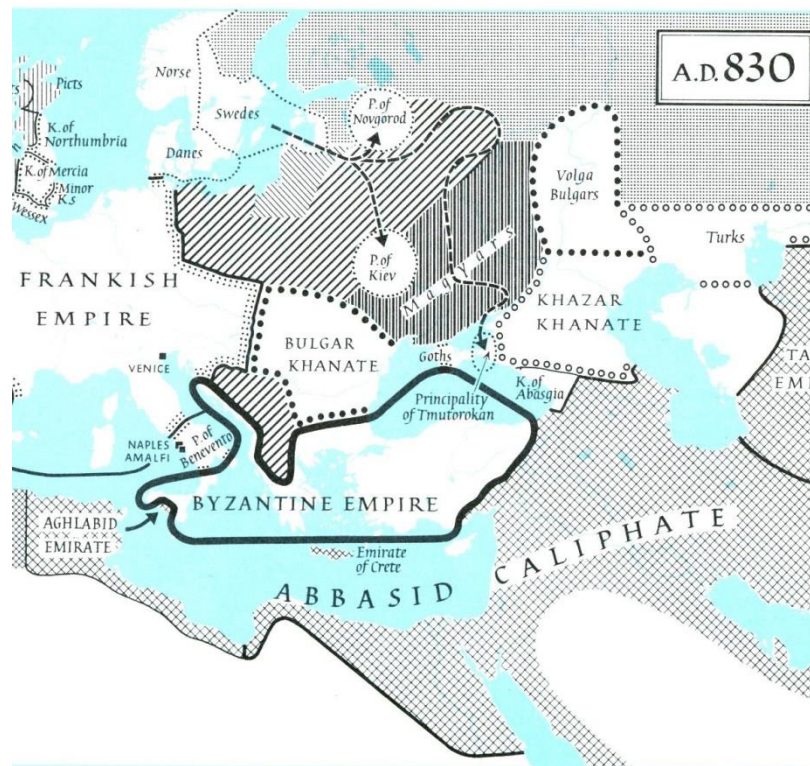 A.D. 830
Norse
Swedes
P. of
Novgorod
Picts
K. of
Northumbria
Danes
K. of Mercia
Minor
K.s
Wessex
Volga
Bulgars
Turks
P. of
Kiev
Magyars
FRANKISH
EMPIRE
KHAZAR
KHANATE
BULGAR
KHANATE
VENICE
Goths
K. of
Abasgia
Principality
of Tmutorokan
NAPLES
AMALFI
P. of
Benevento
BYZANTINE EMPIRE
AGHLABID
EMIRATE
Emirate
of Crete
ABBASID CALIPHATE